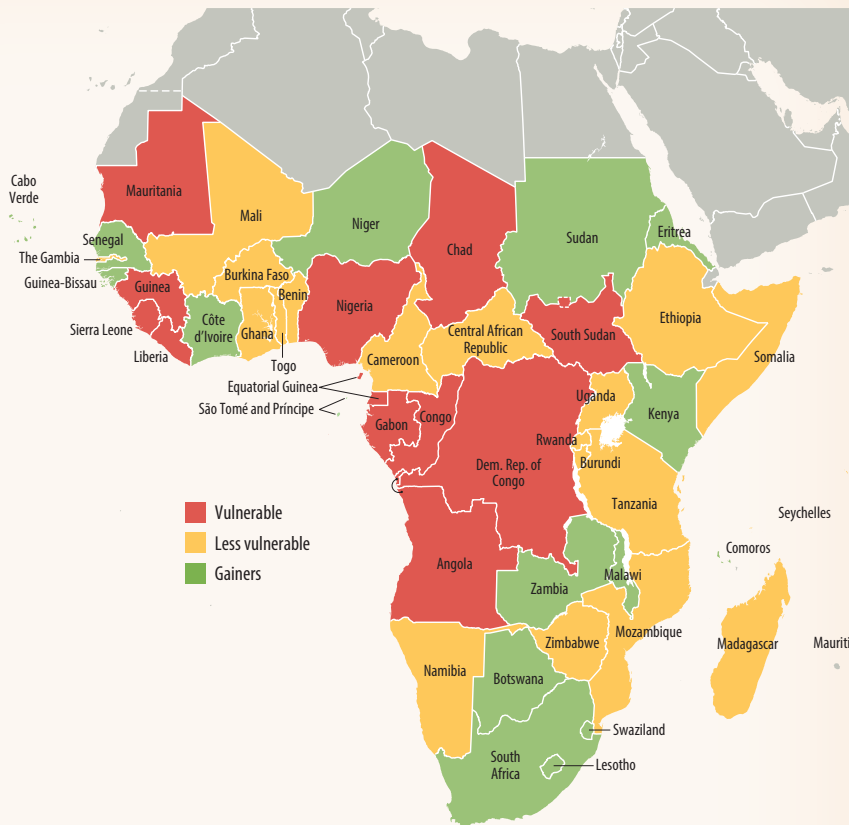 Cabo
Verde
Mauritania
Mali
Niger
Chad
Sudan
Eritrea
Senegal
The Gambia
Guinea-Bissau
Guinea
Burkina Faso
Benin
Nigeria
Sierra Leone
Côte
d'Ivoire
Ghana
Liberia
Togo
Cameroon
Central African
Republic
South Sudan
Ethiopia
Somalia
Equatorial Guinea
São Tomé and Príncipe
Gabon
Congo
Uganda
Kenya
Rwanda
Dem. Rep. of
Congo
Burundi
Tanzania
Seychelles
Vulnerable
Less vulnerable
Gainers
Comoros
Angola
Zambia
Malawi
Mozambique
Zimbabwe
Madagascar
Mauriti
Namibia
Botswana
Swaziland
South
Africa
Lesotho